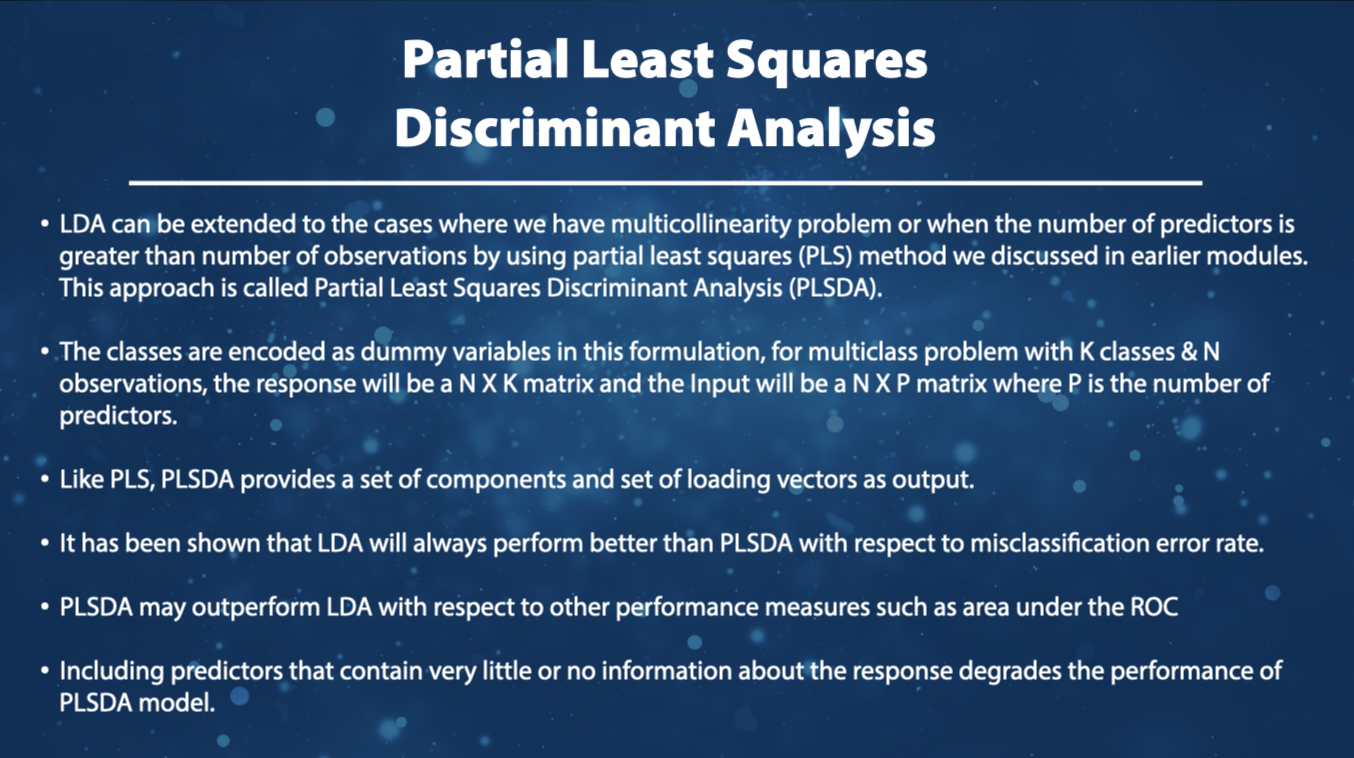 Partial Least Squares
Discriminant Analysis
• LDA can be extended to the cases where we have multicollinearity problem or when the number of predictors is
greater than number of observations by using partial least squares (PLS) method we discussed in earlier modules.
This approach is called Partial Least Squares Discriminant Analysis (PLSDA).
• The classes are encoded as dummy variables in this formulation, for multiclass problem with K classes & N
observations, the response will be a N X K matrix and the Input will be a N X P matrix where P is the number of
predictors.
• Like PLS, PLSDA provides a set of components and set of loading vectors as output.
• It has been shown that LDA will always perform better than PLSDA with respect to misclassification error rate.
• PLSDA may outperform LDA with respect to other performance measures such as area under the ROC
• Including predictors that contain very little or no information about the response degrades the performance of
PLSDA model.